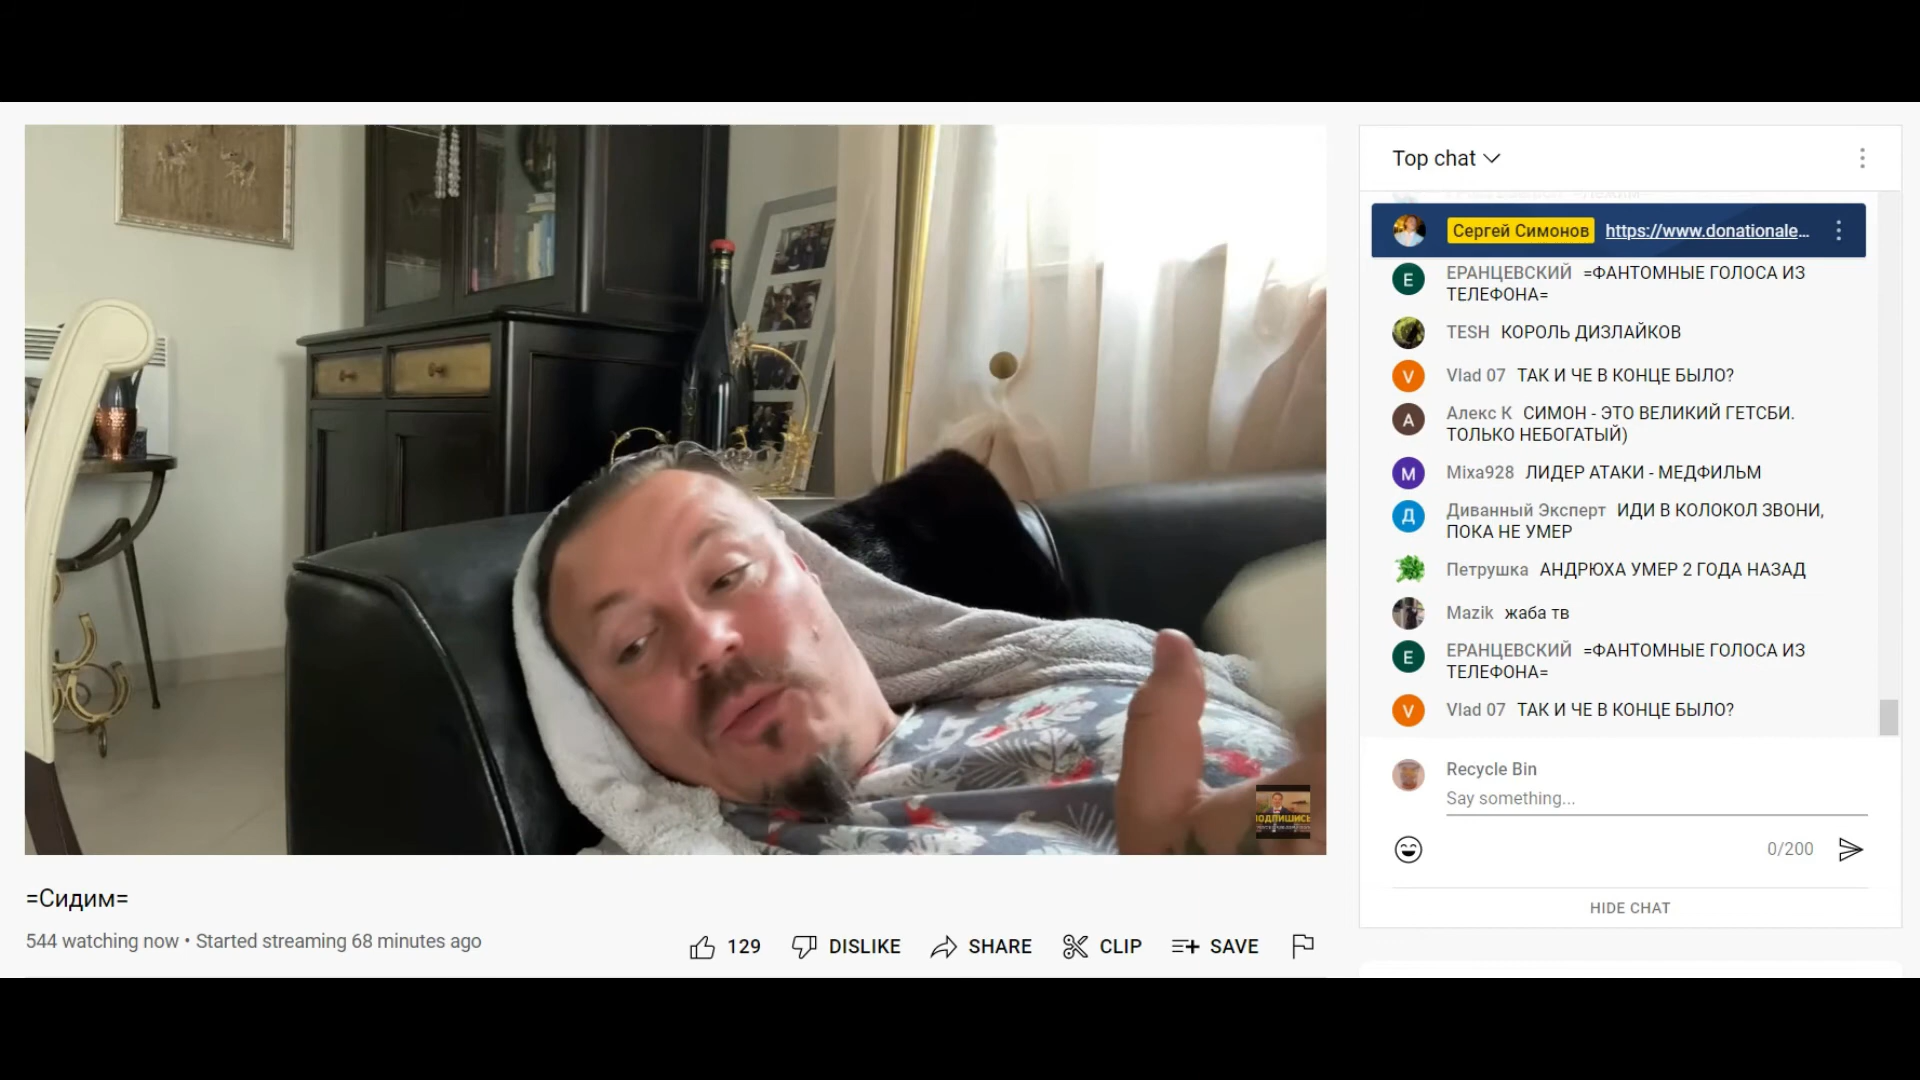 Top chat
Сергей Симонов https://www.donationale...
ЕРАНЦЕВСКИЙ =ФАНТОМНЫЕ ГОЛОСА ИЗ
ТЕЛЕФОНА=
TESH КОРОЛЬ ДИЗЛАЙКОВ
Vlad 07 ТАК И ЧЕ В КОНЦЕ БЫЛО?
Алекс К СИМОН - ЭТО ВЕЛИКИЙ ГЕТСБИ.
ТОЛЬКО НЕБОГАТЫЙ)
Mixa928 ЛИДЕР АТАКИ - МЕДФИЛЬМ
Диванный Эксперт ИДИ В КОЛОКОЛ ЗВОНИ,
ПОКА НЕ УМЕР
Петрушка АНДРЮХА УМЕР 2 ГОДА НАЗАД
Mazik жаба тв
ЕРАНЦЕВСКИЙ =ФАНТОМНЫЕ ГОЛОСА ИЗ
ТЕЛЕФОНА=
Vlad 07 ТАК И ЧЕ В КОНЦЕ БЫЛО?
Recycle Bin
Say something...
0/200
HIDE CHAT
ПОДПИШИСЬ
=Сидим=
544 watching now • Started streaming 68 minutes ago
129 DISLIKE SHARE CLIP SAVE